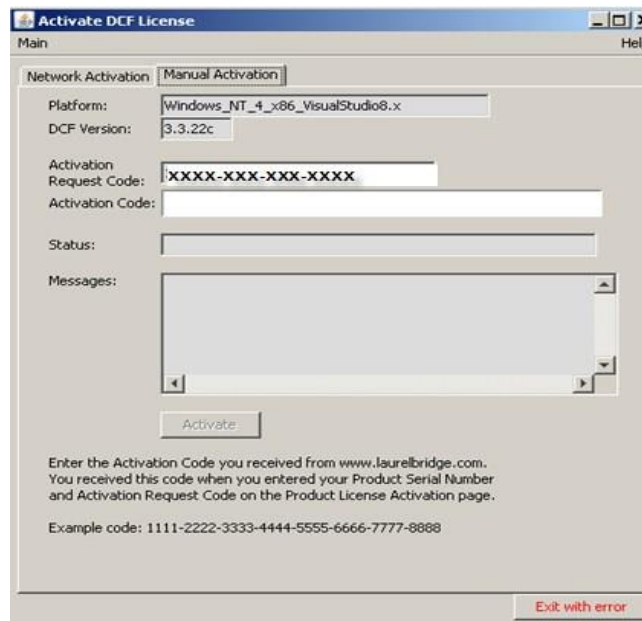 Activate DCF License
Main Hel
Network Activation Manual Activation
Platform: Windows_NT_4_x86_VisualStudio8.x
DCF Version: 3.3.22c
Activation
Request Code: XXXX-XXX-XXX-XXXX
Activation Code:
Status:
Messages:
Activate
Enter the Activation Code you received from www.laurelbridge.com.
You received this code when you entered your Product Serial Number
and Activation Request Code on the Product License Activation page.
Example code: 1111-2222-3333-4444-5555-6666-7777-8888
Exit with error